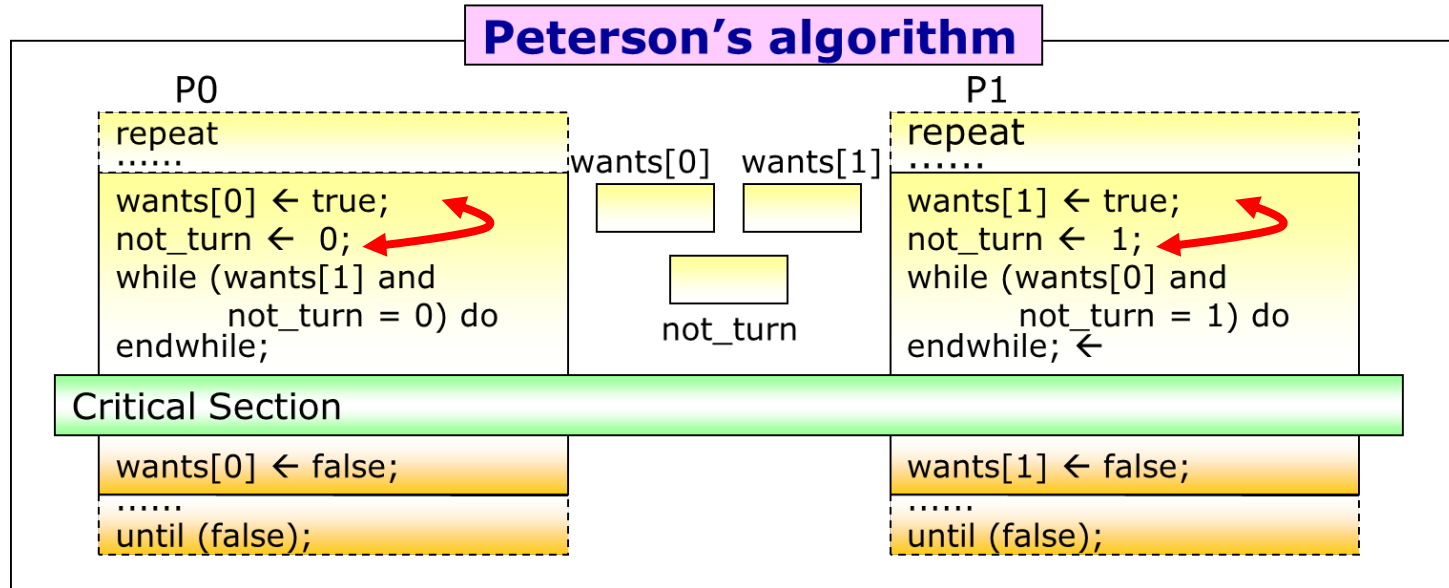 Peterson’s algorithm
P0
repeat
......
wants[0] ← true;
not_turn ← 0;
while (wants[1] and
not_turn = 0) do
endwhile;
wants[0] wants[1]
not_turn
P1
repeat
......
wants[1] ← true;
not_turn ← 1;
while (wants[0] and
not_turn = 1) do
endwhile; ←
Critical Section
wants[0] ← false;
......
until (false);
wants[1] ← false;
......
until (false);